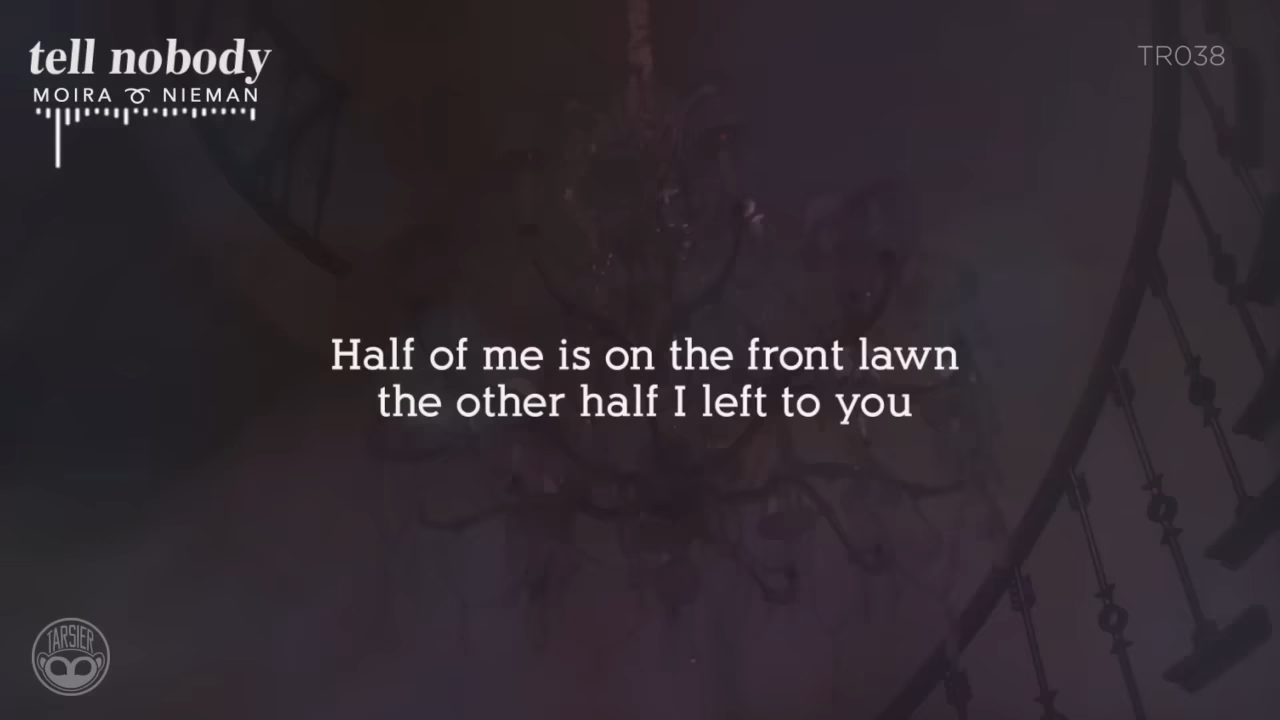 tell nobody
MOIRA NIEMAN
TR038
Half of me is on the front lawn
the other half I left to you
TARSIER